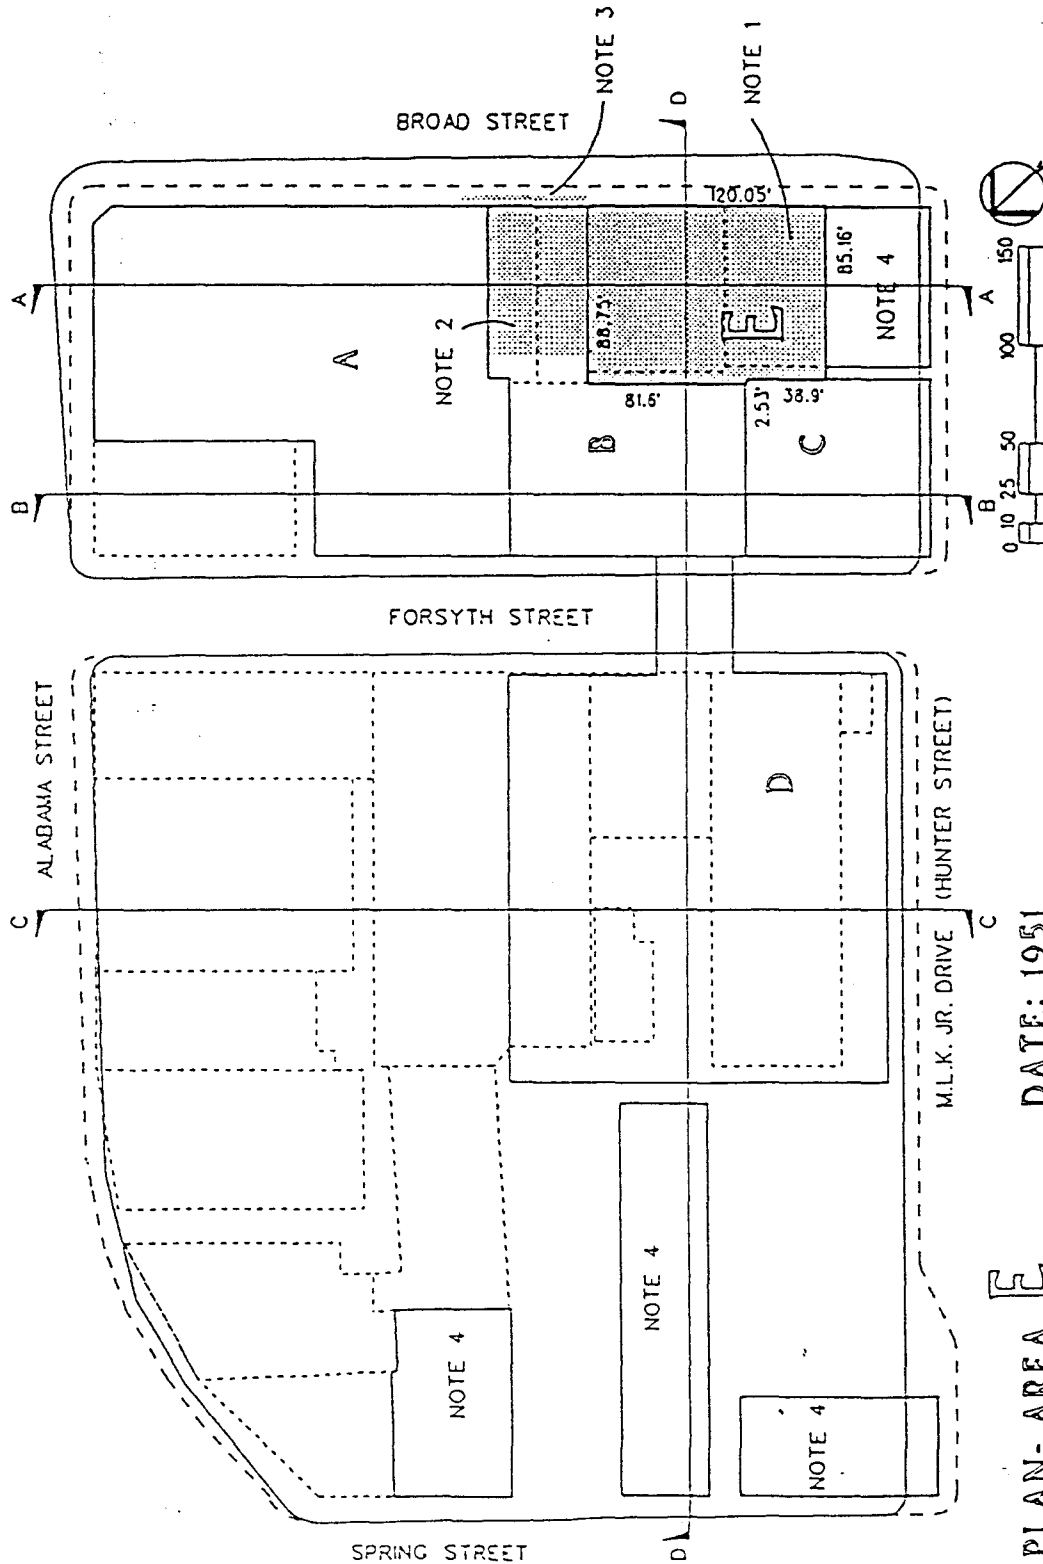 NOTE 3
BROAD STREET
D
NOTE 1
A
120.05'
NOTE 2
A
88.75'
E
85.16'
NOTE 4
A
150
100
81.6'
2.53'
38.9'
B
B
C
B
50
25
10
0
FORSYTH STREET
ALABAMA STREET
C
D
M.L.K. JR. DRIVE (HUNTER STREET)
C
NOTE 4
NOTE 4
NOTE 4
SPRING STREET
D
PLAN- AREA E DATE: 1951